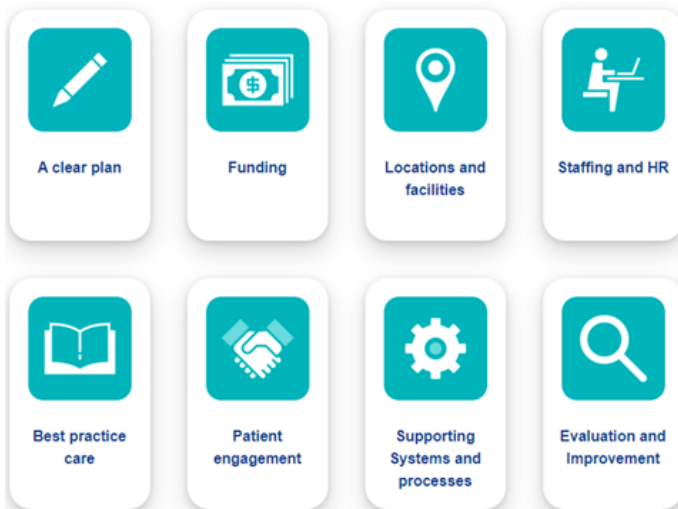 A clear plan
Funding
Locations and
facilities
Staffing and HR
Best practice
care
Patient
engagement
Supporting
Systems and
processes
Evaluation and
Improvement